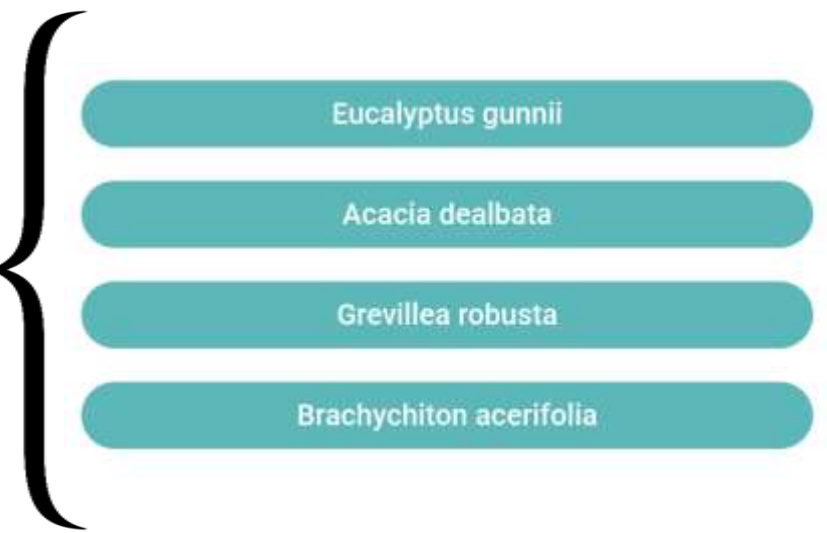 Eucalyptus gunnii
Acacia dealbata
Grevillea robusta
Brachychiton acerifolia